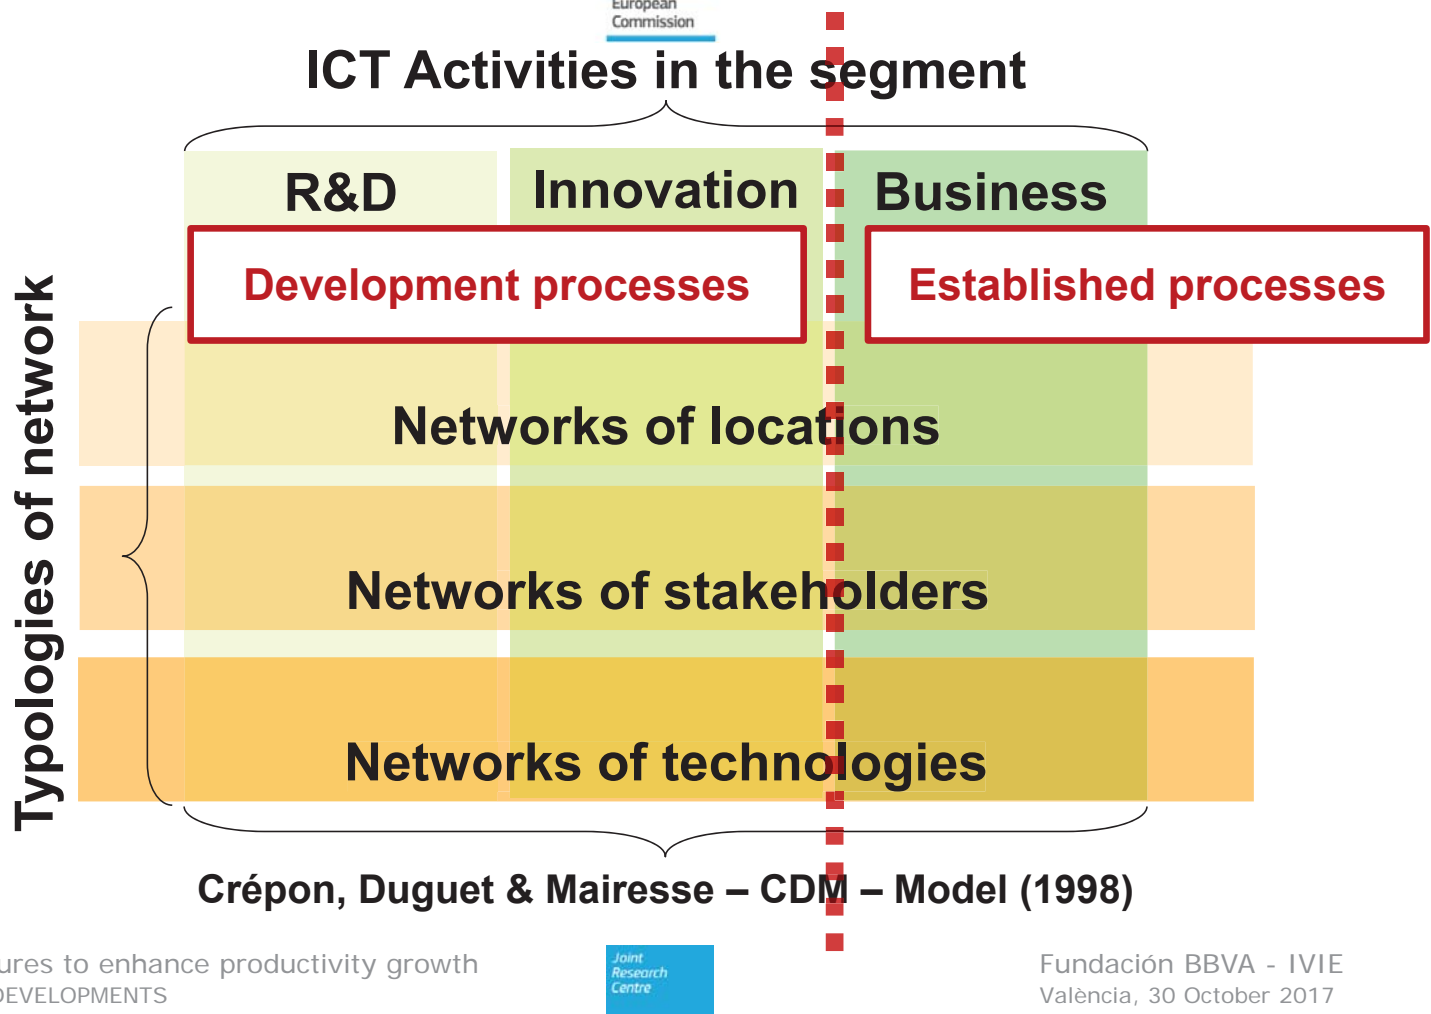 European
Commission
ICT Activities in the segment
R&D
Innovation
Business
Development processes
Established processes
Typologies of network
Networks of locations
Networks of stakeholders
Networks of technologies
Crépon, Duguet & Mairesse – CDM – Model (1998)
ures to enhance productivity growth
DEVELOPMENTS
Joint
Research
Centre
Fundación BBVA - IVIE
València, 30 October 2017